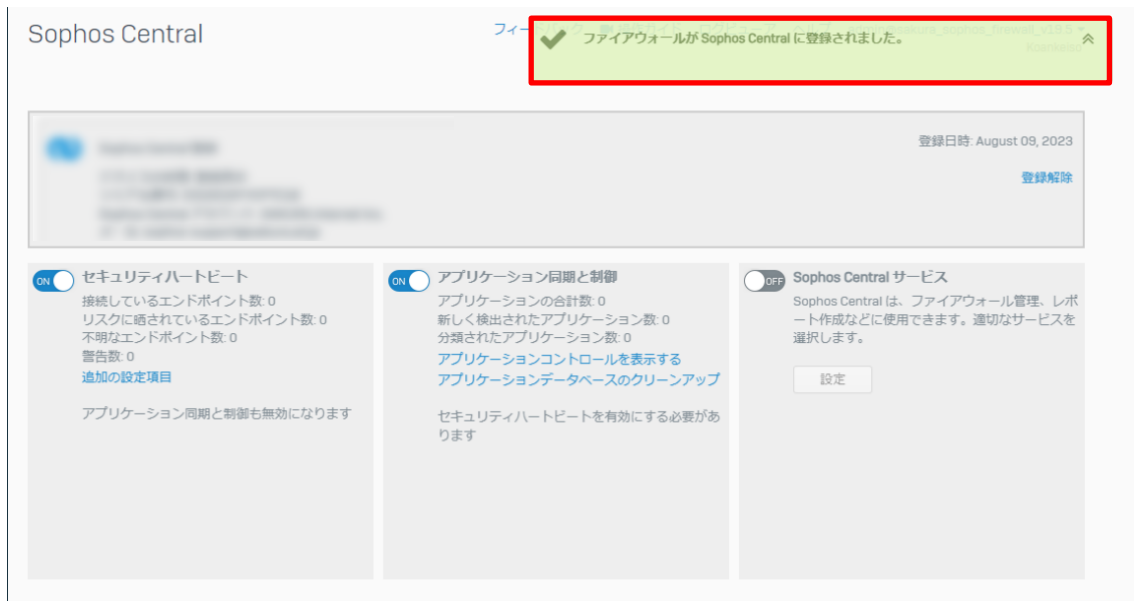 Sophos Central
フィードバック
ファイアウォールが Sophos Central に登録されました。
登録日時: August 09, 2023
登録解除
ON
セキュリティハートビート
接続しているエンドポイント数: 0
リスクに晒されているエンドポイント数: 0
不明なエンドポイント数: 0
警告数: 0
追加の設定項目
アプリケーション同期と制御も無効になります
ON
アプリケーション同期と制御
アプリケーションの合計数: 0
新しく検出されたアプリケーション数: 0
分類されたアプリケーション数: 0
アプリケーションコントロールを表示する
アプリケーションデータベースのクリーンアップ
セキュリティハートビートを有効にする必要があ
ります
OFF
Sophos Central サービス
Sophos Central は、ファイアウォール管理、レポ
ート作成などに使用できます。適切なサービスを
選択します。
設定